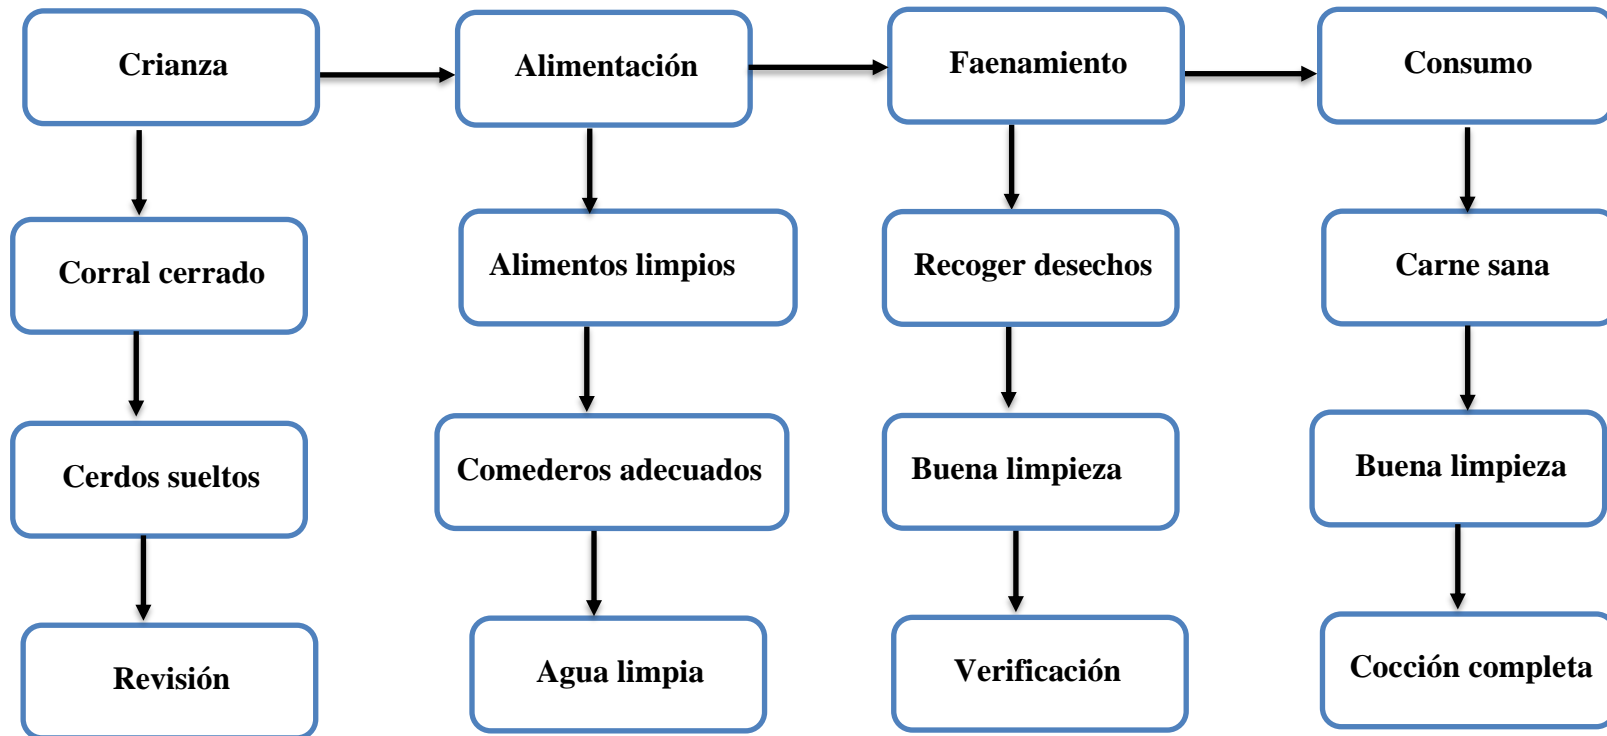 Crianza
Alimentación
Faenamiento
Consumo
Corral cerrado
Alimentos limpios
Recoger desechos
Carne sana
Cerdos sueltos
Comederos adecuados
Buena limpieza
Buena limpieza
Revisión
Agua limpia
Verificación
Cocción completa